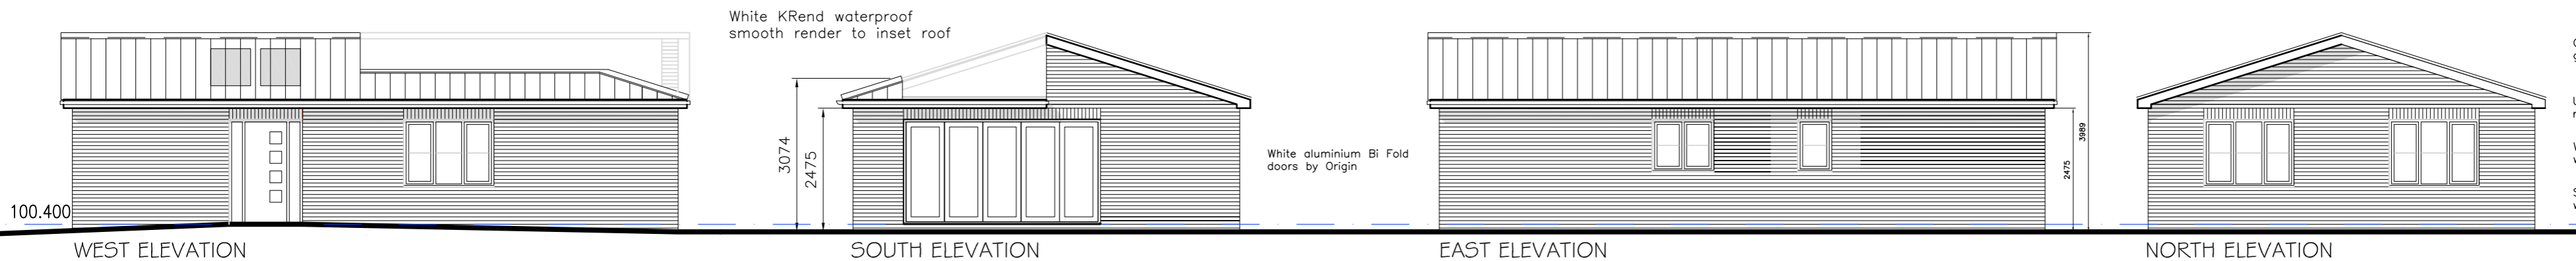 White KRend waterproof
smooth render to inset roof
3074
2475
White aluminium Bi Fold
doors by Origin
3989
2475
100.400
WEST ELEVATION
SOUTH ELEVATION
EAST ELEVATION
NORTH ELEVATION